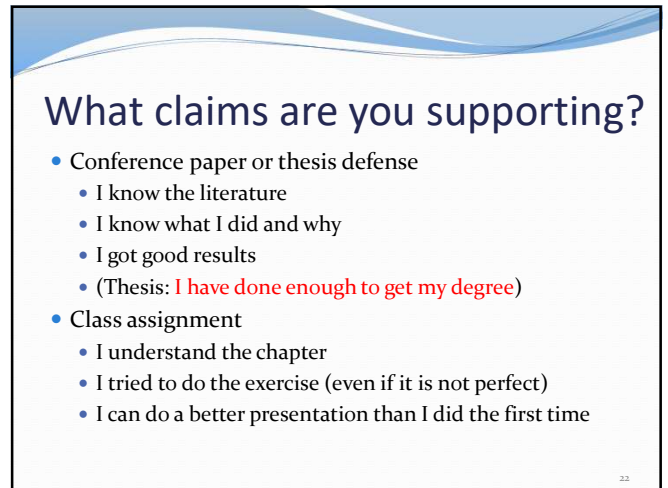 What claims are you supporting?
• Conference paper or thesis defense
• I know the literature
• I know what I did and why
• I got good results
• (Thesis: I have done enough to get my degree)
• Class assignment
• I understand the chapter
• I tried to do the exercise (even if it is not perfect)
• I can do a better presentation than I did the first time
22